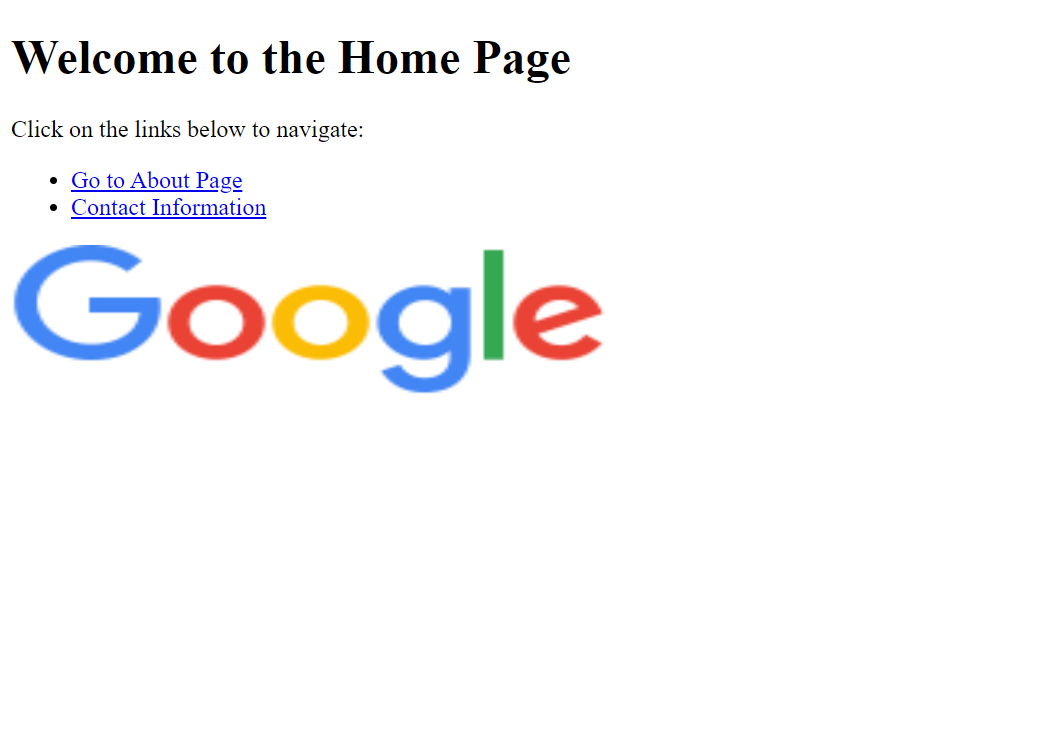 Welcome to the Home Page
Click on the links below to navigate:
Go to About Page
Contact Information
Google